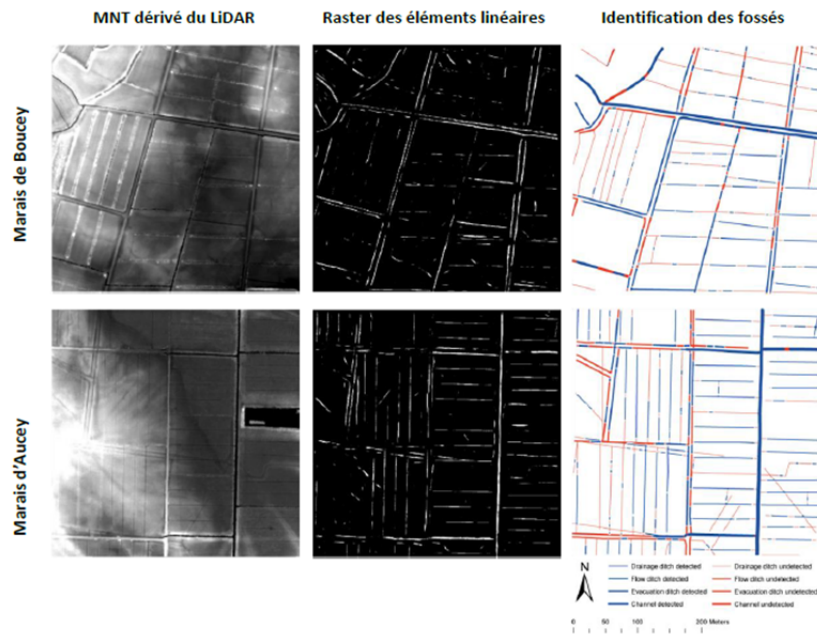 MNT dérivé du LiDAR
Raster des éléments linéaires
Identification des fossés
Marais de Boucey
Marais d'Aucey
N
Drainage ditch detected
Drainage ditch undetected
Flow ditch detected
Flow ditch undetected
Evacuation ditch detected
Evacuation ditch undetected
Channel detected
Channel undetected
0 50 100 200 Meters